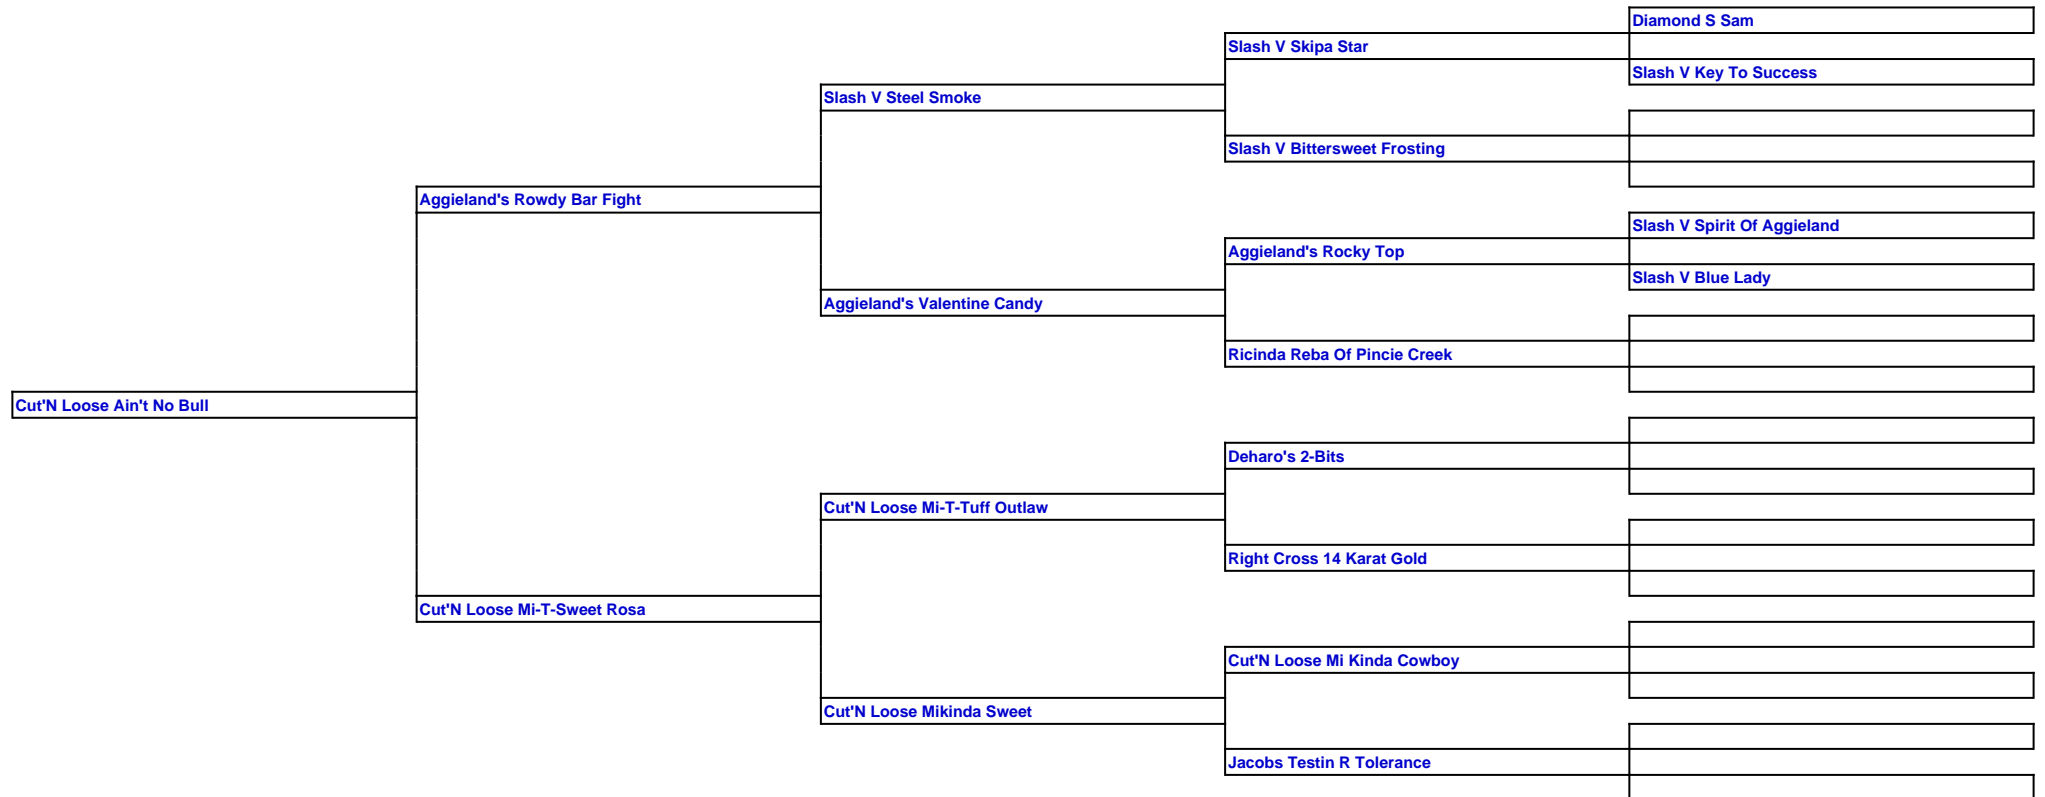 Diamond S Sam
Slash V Skipa Star
Slash V Key To Success
Slash V Steel Smoke
Slash V Bittersweet Frosting
Aggieland's Rowdy Bar Fight
Slash V Spirit Of Aggieland
Aggieland's Rocky Top
Slash V Blue Lady
Aggieland's Valentine Candy
Ricinda Reba Of Pincie Creek
Cut'N Loose Ain't No Bull
Deharo's 2-Bits
Cut'N Loose Mi-T-Tuff Outlaw
Right Cross 14 Karat Gold
Cut'N Loose Mi-T-Sweet Rosa
Cut'N Loose Mi Kinda Cowboy
Cut'N Loose Mikinda Sweet
Jacobs Testin R Tolerance